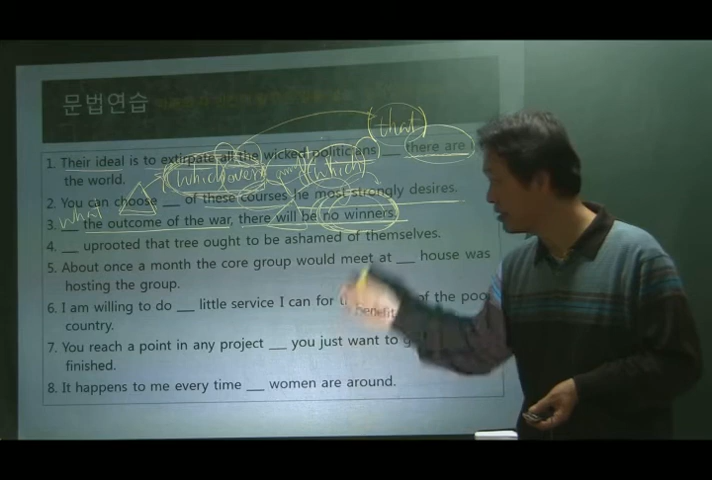 문법연습
that
1. Their ideal is to extirpate all the wicked politicians ___ there are
the world.
whichever which
2. You can choose ___ of these courses he most strongly desires.
what
3. ___ the outcome of the war, there will be no winners.
4. ___ uprooted that tree ought to be ashamed of themselves.
5. About once a month the core group would meet at ___ house was
hosting the group.
6. I am willing to do ___ little service I can for benefit of the poo
country.
7. You reach a point in any project ___ you just want to
finished.
8. It happens to me every time ___ women are around.